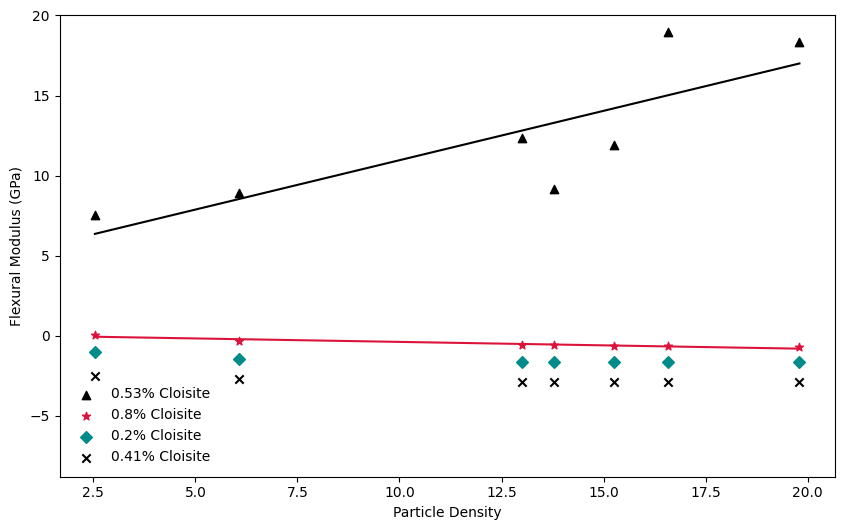 20
15
10
5
0
−5
Flexural Modulus (GPa)
0.53% Cloisite
0.8% Cloisite
0.2% Cloisite
0.41% Cloisite
2.5 5.0 7.5 10.0 12.5 15.0 17.5 20.0
Particle Density